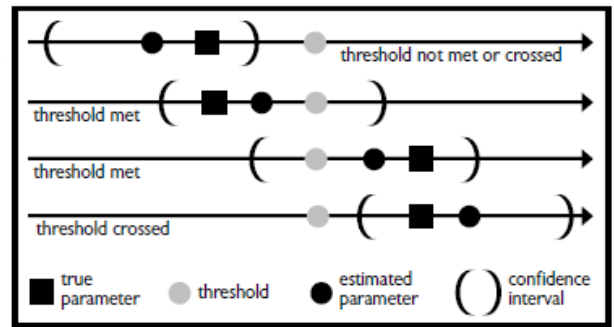 threshold not met or crossed
threshold met
threshold met
threshold crossed
true
parameter
threshold
estimated
parameter
confidence
interval